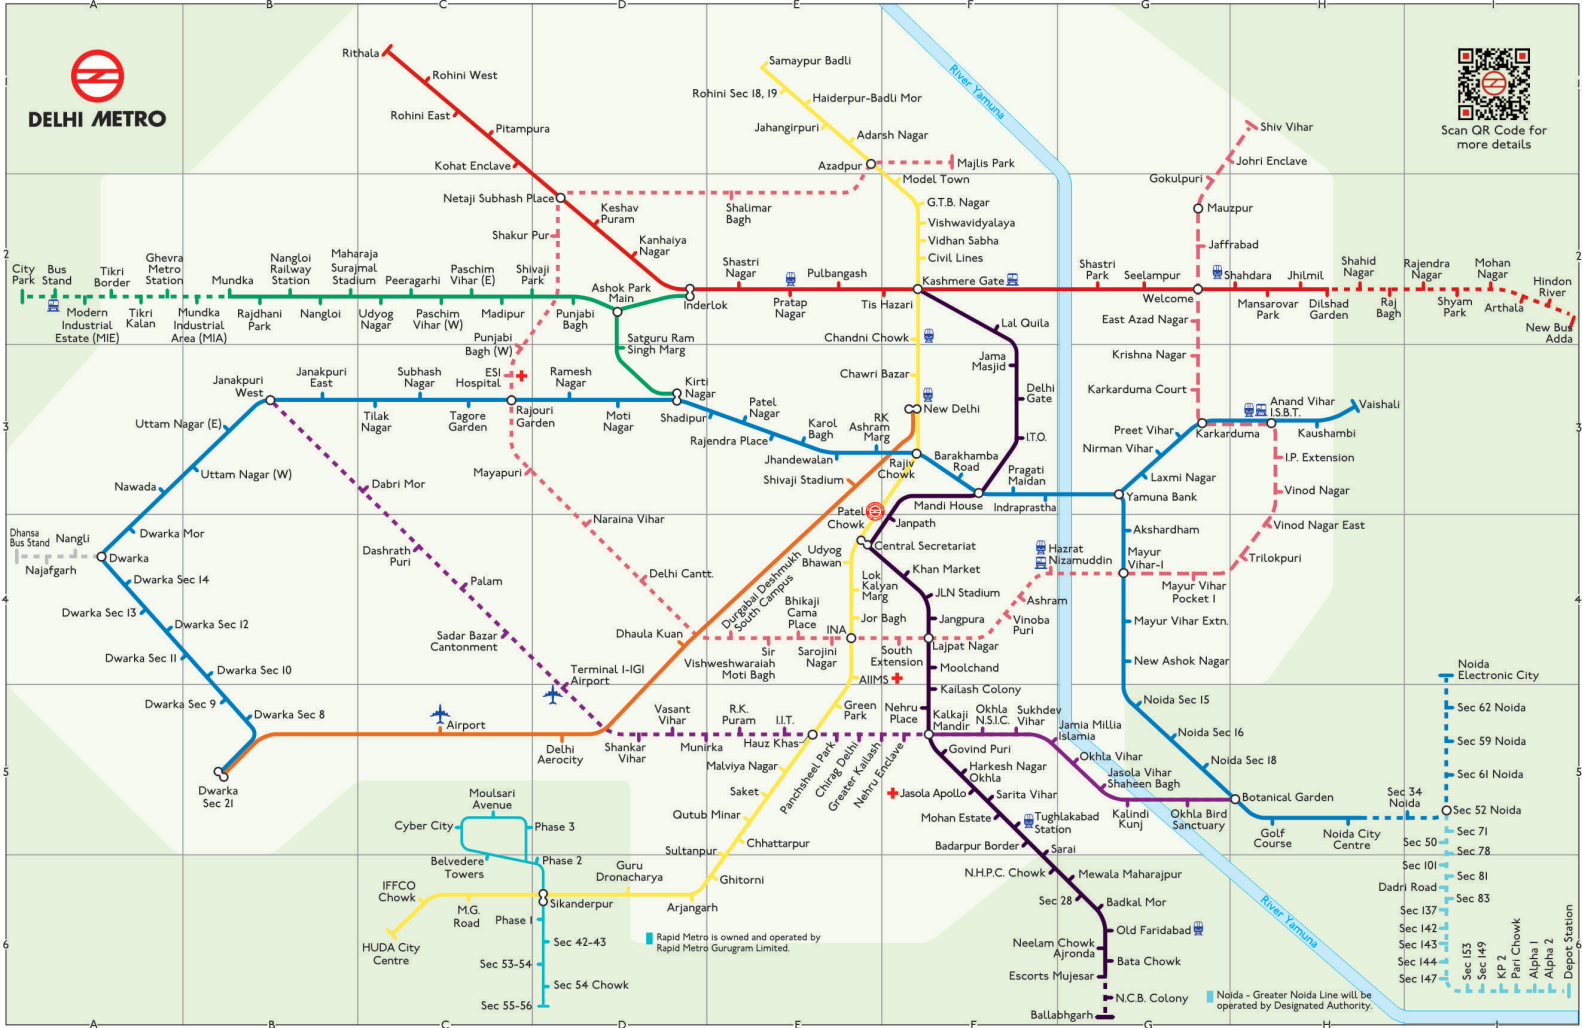 A
B
C
D
E
F
G
H
I
DELHI METRO
Scan QR Code for
more details
1
2
3
4
5
6
River Yamuna
Rithala
Rohini West
Rohini East
Pitampura
Kohat Enclave
Netaji Subhash Place
Keshav
Puram
Kanhaiya
Nagar
Inderlok
Shastri
Nagar
Pratap
Nagar
Pulbangash
Tis Hazari
Kashmere Gate
Shastri
Park
Seelampur
Welcome
Shahdara
Mansarovar
Park
Jhilmil
Dilshad
Garden
Shahid
Nagar
Raj
Bagh
Rajendra
Nagar
Shyam
Park
Mohan
Nagar
Arthala
Hindon
River
New Bus
Adda
Samaypur Badli
Rohini Sec 18, 19
Haiderpur-Badli Mor
Jahangirpuri
Adarsh Nagar
Azadpur
Majlis Park
Model Town
G.T.B. Nagar
Vishwavidyalaya
Vidhan Sabha
Civil Lines
Chandni Chowk
Chawri Bazar
New Delhi
RK
Ashram
Marg
Rajiv
Chowk
Patel
Chowk
Central Secretariat
Udyog
Bhawan
Lok
Kalyan
Marg
Jor Bagh
INA
AIIMS
Green
Park
Hauz Khas
Malviya Nagar
Saket
Qutub Minar
Chhattarpur
Sultanpur
Ghitorni
Arjangarh
Guru
Dronacharya
Sikanderpur
M.G.
Road
IFFCO
Chowk
HUDA City
Centre
Shiv Vihar
Johri Enclave
Gokulpuri
Mauzpur
Jaffrabad
East Azad Nagar
Krishna Nagar
Karkarduma Court
Karkarduma
Anand Vihar
I.S.B.T.
Kaushambi
Vaishali
I.P. Extension
Vinod Nagar
Vinod Nagar East
Trilokpuri
Mayur Vihar
Pocket 1
Mayur
Vihar-I
Hazrat
Nizamuddin
Ashram
Vinoba
Puri
Lajpat Nagar
South
Extension
Sarojini
Nagar
Bhikaji
Cama
Place
Sir
Vishweshwaraiah
Moti Bagh
Durgabai Deshmukh
South Campus
Dhaula Kuan
Delhi Cantt.
Naraina Vihar
Mayapuri
Rajouri
Garden
ESI
Hospital
Punjabi
Bagh (W)
Shakur Pur
Shalimar
Bagh
City
Park
Bus
Stand
Modern
Industrial
Estate (MIE)
Tikri
Border
Tikri
Kalan
Ghevra
Metro
Station
Mundka
Industrial
Area (MIA)
Mundka
Rajdhani
Park
Nangloi
Railway
Station
Nangloi
Maharaja
Surajmal
Stadium
Udyog
Nagar
Peeragarhi
Paschim
Vihar (W)
Paschim
Vihar (E)
Madipur
Shivaji
Park
Punjabi
Bagh
Ashok Park
Main
Satguru Ram
Singh Marg
Kirti
Nagar
Janakpuri
West
Janakpuri
East
Tilak
Nagar
Subhash
Nagar
Tagore
Garden
Ramesh
Nagar
Moti
Nagar
Shadipur
Patel
Nagar
Rajendra Place
Karol
Bagh
Jhandewalan
Barakhamba
Road
Mandi House
Pragati
Maidan
Indraprastha
Yamuna Bank
Laxmi Nagar
Nirman Vihar
Preet Vihar
Akshardham
Mayur Vihar Extn.
New Ashok Nagar
Noida Sec 15
Noida Sec 16
Noida Sec 18
Botanical Garden
Golf
Course
Noida City
Centre
Sec 34
Noida
Sec 52 Noida
Sec 61 Noida
Sec 59 Noida
Sec 62 Noida
Noida
Electronic City
Uttam Nagar (E)
Uttam Nagar (W)
Nawada
Dwarka Mor
Dwarka
Dhansa
Bus Stand
Nangli
Najafgarh
Dwarka Sec 14
Dwarka Sec 13
Dwarka Sec 12
Dwarka Sec 11
Dwarka Sec 10
Dwarka Sec 9
Dwarka Sec 8
Dwarka
Sec 21
Airport
Delhi
Aerocity
Shivaji Stadium
Dabri Mor
Dashrath
Puri
Palam
Sadar Bazar
Cantonment
Terminal 1-IGI
Airport
Shankar
Vihar
Vasant
Vihar
Munirka
R.K.
Puram
I.I.T.
Panchsheel Park
Chirag Delhi
Greater Kailash
Nehru Enclave
Kalkaji
Mandir
Okhla
N.S.I.C.
Sukhdev
Vihar
Jamia Millia
Islamia
Okhla Vihar
Jasola Vihar
Shaheen Bagh
Kalindi
Kunj
Okhla Bird
Sanctuary
Lal Quila
Jama
Masjid
Delhi
Gate
I.T.O.
Janpath
Khan Market
JLN Stadium
Jangpura
Moolchand
Kailash Colony
Nehru
Place
Govind Puri
Harkesh Nagar
Okhla
Jasola Apollo
Sarita Vihar
Mohan Estate
Tughlakabad
Station
Badarpur Border
Sarai
N.H.P.C. Chowk
Mewala Maharajpur
Sec 28
Badkal Mor
Old Faridabad
Neelam Chowk
Ajronda
Bata Chowk
Escorts Mujesar
N.C.B. Colony
Ballabhgarh
Moulsari
Avenue
Cyber City
Phase 3
Belvedere
Towers
Phase 2
Phase 1
Sec 42-43
Sec 53-54
Sec 54 Chowk
Sec 55-56
Rapid Metro is owned and operated by
Rapid Metro Gurugram Limited.
Sec 71
Sec 50
Sec 78
Sec 101
Sec 81
Dadri Road
Sec 83
Sec 137
Sec 142
Sec 143
Sec 144
Sec 147
Sec 153
Sec 149
KP 2
Pari Chowk
Alpha 1
Alpha 2
Depot Station
River Yamuna
Noida - Greater Noida Line will be
operated by Designated Authority.
1
2
3
4
5
6
A
B
C
D
E
F
G
H
I